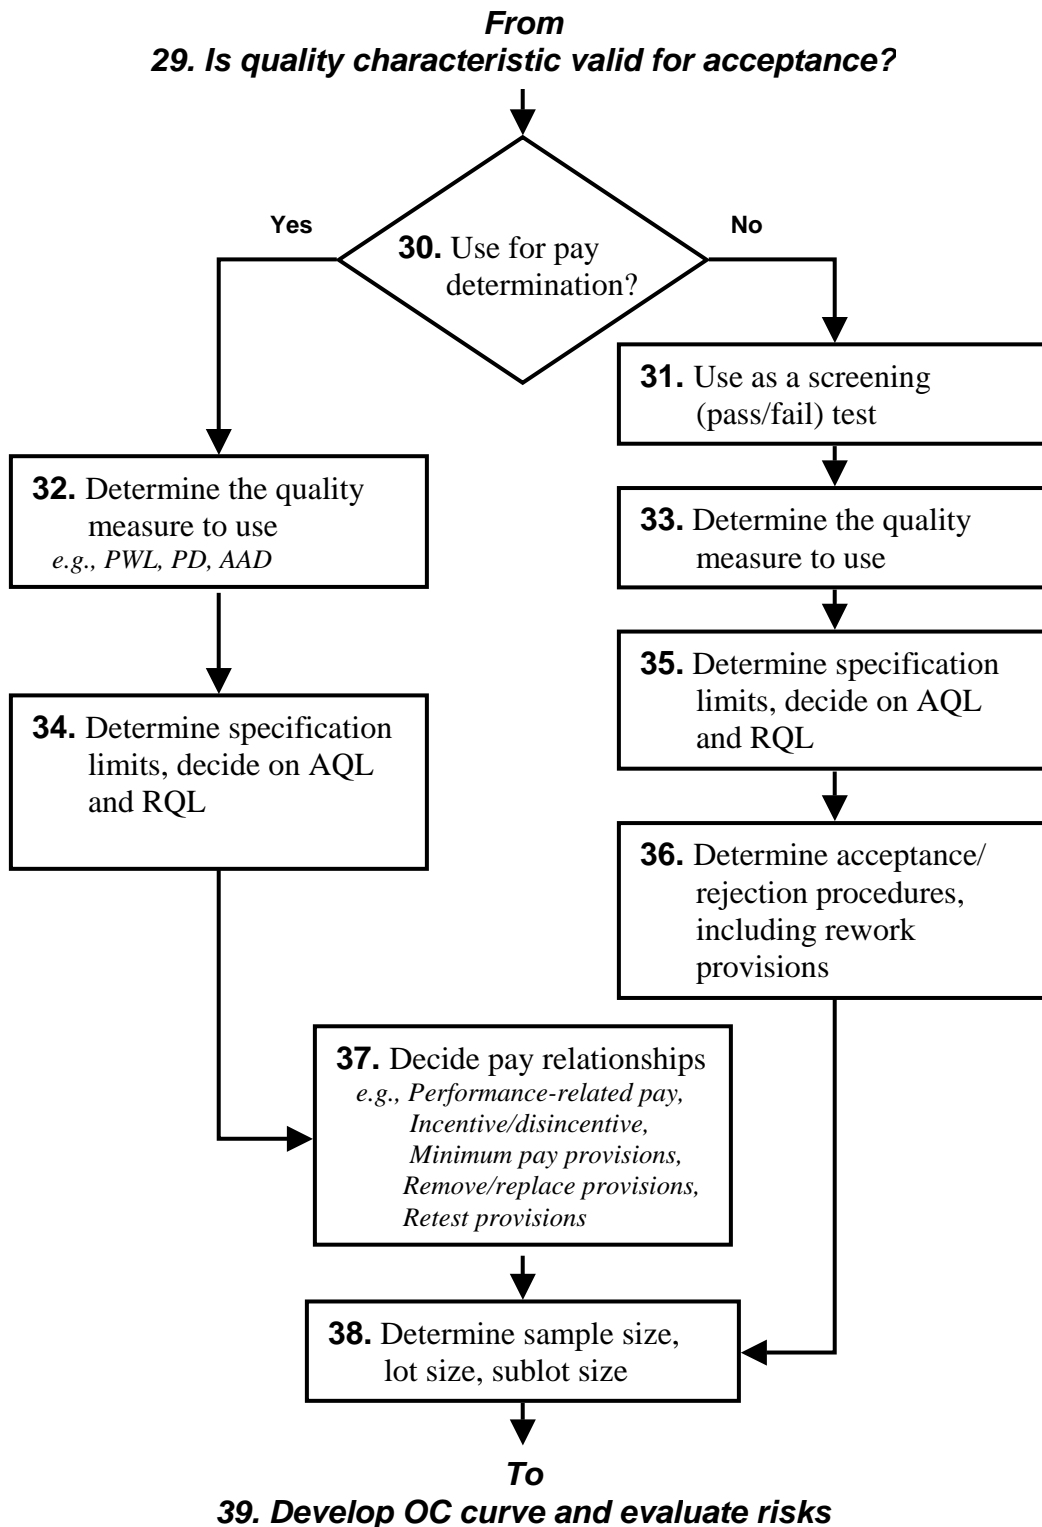 From
29. Is quality characteristic valid for acceptance?
Yes
No
30. Use for pay
determination?
31. Use as a screening
(pass/fail) test
32. Determine the quality
measure to use
e.g., PWL, PD, AAD
33. Determine the quality
measure to use
34. Determine specification
limits, decide on AQL
and RQL
35. Determine specification
limits, decide on AQL
and RQL
36. Determine acceptance/
rejection procedures,
including rework
provisions
37. Decide pay relationships
e.g., Performance-related pay,
Incentive/disincentive,
Minimum pay provisions,
Remove/replace provisions,
Retest provisions
38. Determine sample size,
lot size, sublot size
To
39. Develop OC curve and evaluate risks